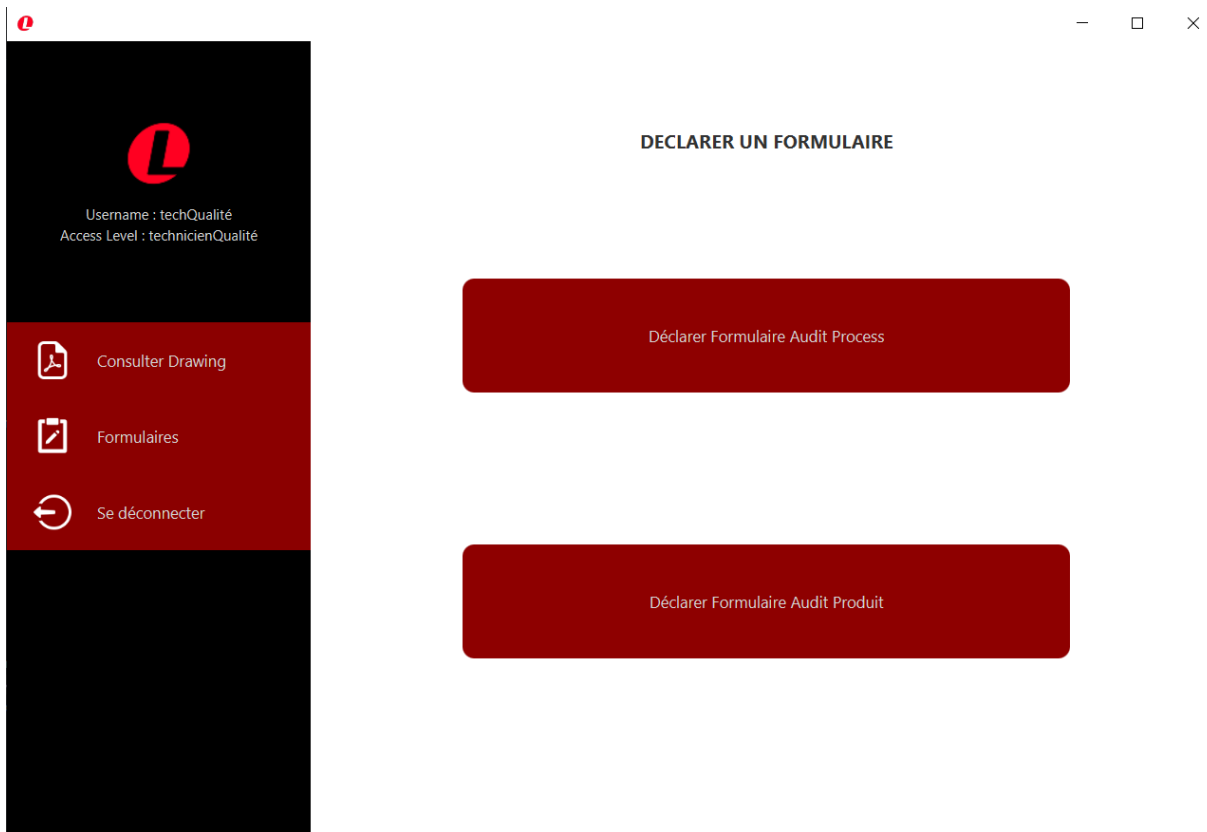 Username : techQualité
Access Level : technicienQualité
Consulter Drawing
Formulaires
Se déconnecter
DECLARER UN FORMULAIRE
Déclarer Formulaire Audit Process
Déclarer Formulaire Audit Produit